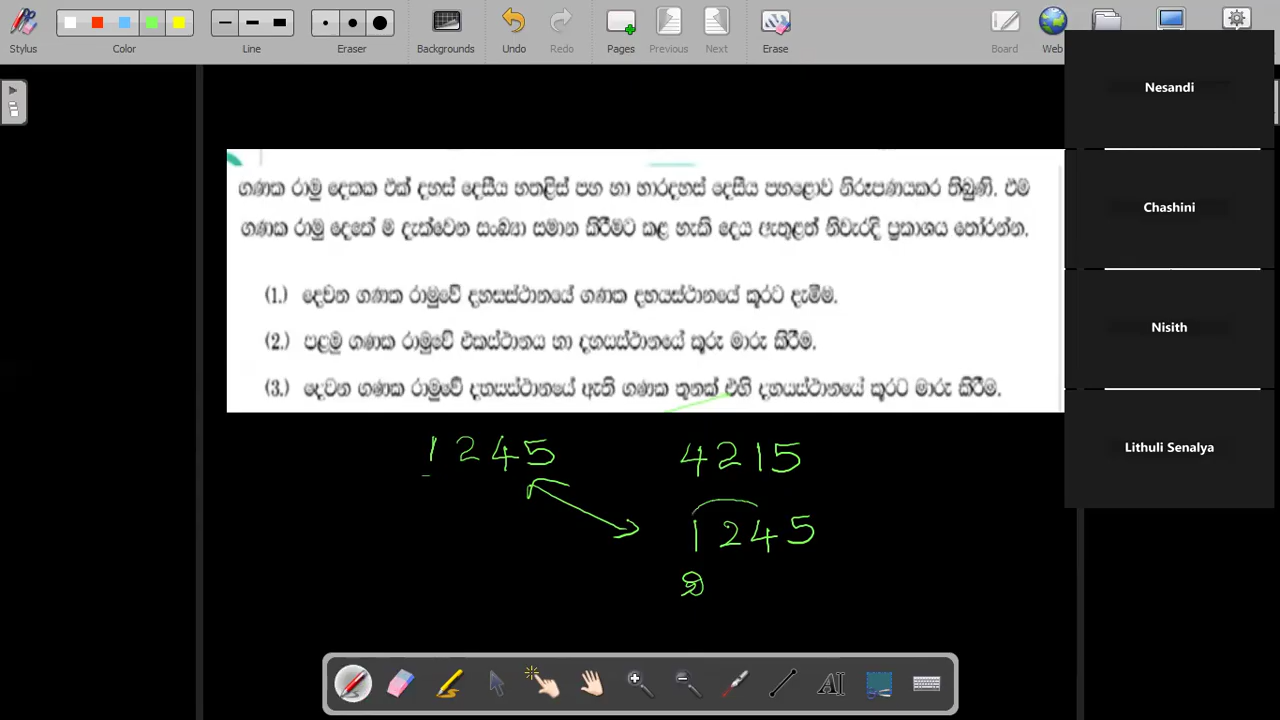 Stylus Color Line Eraser Backgrounds Undo Redo Pages Previous Next Erase Board Web
Nesandi
Chashini
Nisith
Lithuli Senalya
ගණක රාමු දෙකක එක් දහස් දෙසීය හතළිස් පහ හා හාරදහස් දෙසීය පහළොව නිරූපණයකර තිබුණි. එම
ගණක රාමු දෙකේ ම දැක්වෙන සංඛ්‍යා සමාන කිරීමට කළ හැකි දෙය ඇතුළත් නිවැරදි ප්‍රකාශය තෝරන්න.
(1.) දෙවන ගණක රාමුවේ දහසස්ථානයේ ගණක දහයස්ථානයේ කූරට දැමීම.
(2.) පළමු ගණක රාමුවේ එකස්ථානය හා දහයස්ථානයේ කූරු මාරු කිරීම.
(3.) දෙවන ගණක රාමුවේ දහයස්ථානයේ ඇති ගණක තුනක් එහි දහයස්ථානයේ කූරට මාරු කිරීම.
1245 4215
1245